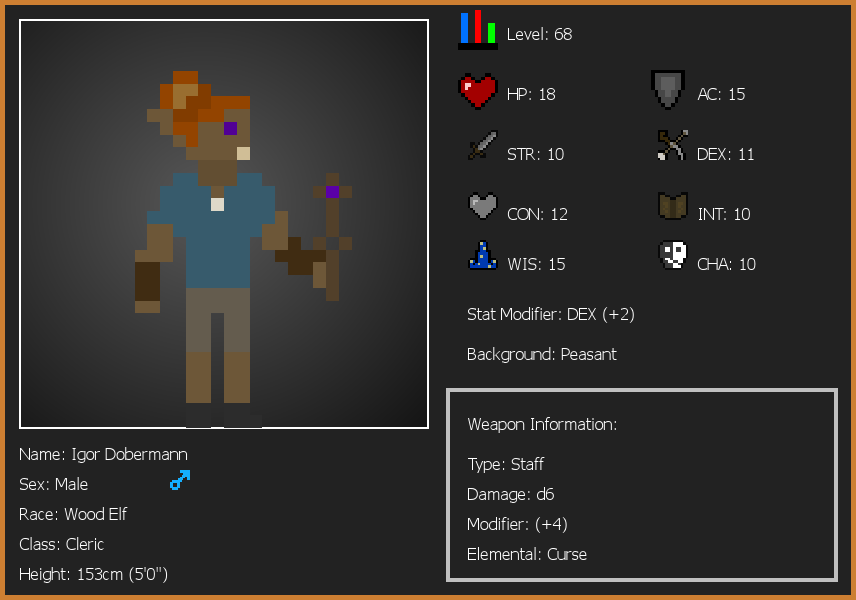 Level: 68
HP: 18
AC: 15
STR: 10
DEX: 11
CON: 12
INT: 10
WIS: 15
CHA: 10
Stat Modifier: DEX (+2)
Background: Peasant
Weapon Information:
Type: Staff
Damage: d6
Modifier: (+4)
Elemental: Curse
Name: Igor Dobermann
Sex: Male
Race: Wood Elf
Class: Cleric
Height: 153cm (5'0")